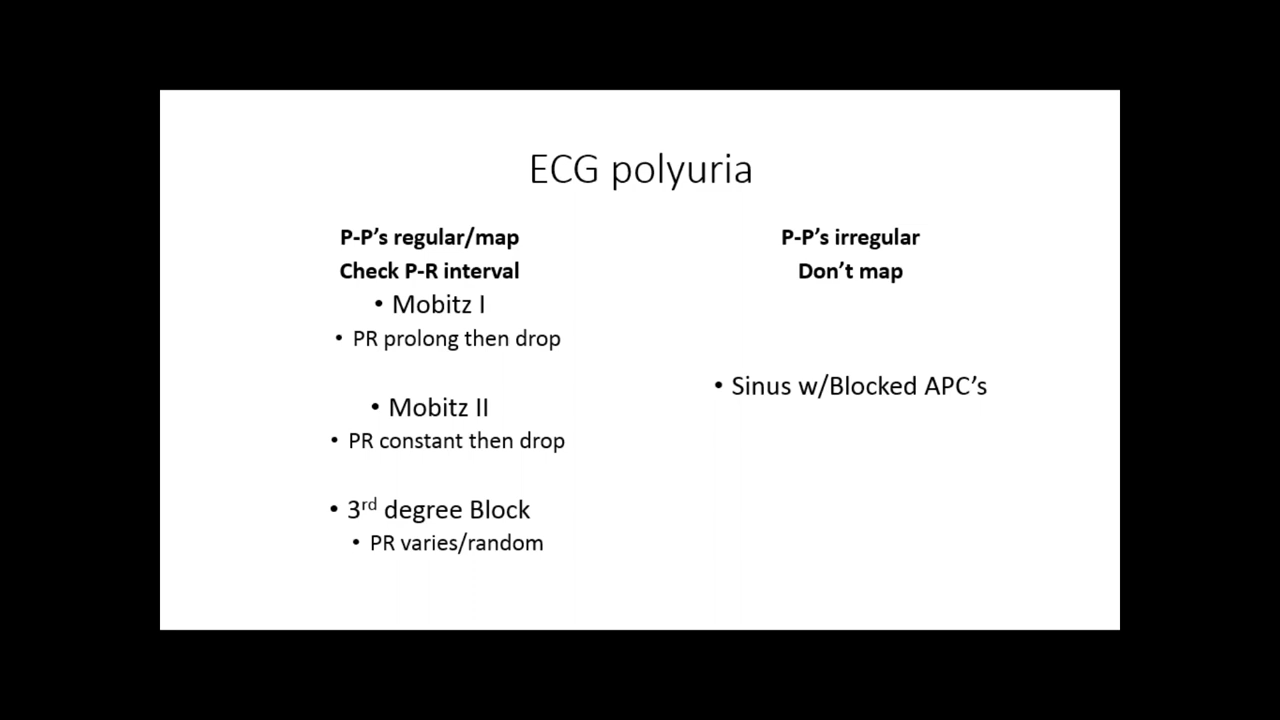 ECG polyuria
P-P’s regular/map
Check P-R interval
• Mobitz I
• PR prolong then drop
• Mobitz II
• PR constant then drop
• 3rd degree Block
• PR varies/random
P-P’s irregular
Don’t map
• Sinus w/Blocked APC’s